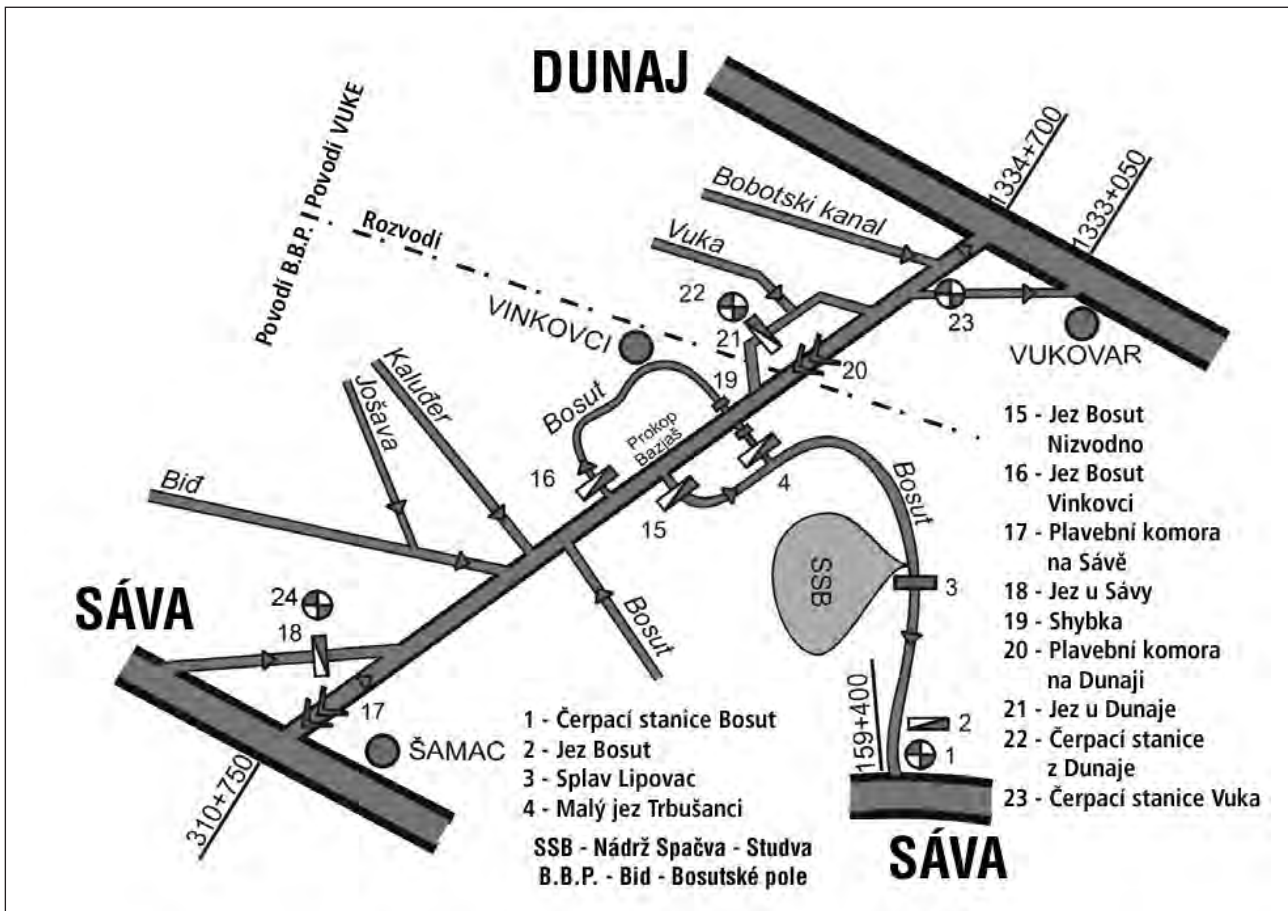 DUNAJ
Povodí B.B.P. I Povodí VUKE
Rozvodí
1334+700
1333+050
Bobotski kanal
Vuka
22
21
23
VINKOVCI
VUKOVAR
20
19
Kaluđer
Jošava
Bosut
Prokop
Bazjaš
16
15
4
Bosut
Biđ
SSB
3
SÁVA
24
18
Bosut
17
ŠAMAC
310+750
159+400
2
1
SÁVA
1 - Čerpací stanice Bosut
2 - Jez Bosut
3 - Splav Lipovac
4 - Malý jez Trbušanci
SSB - Nádrž Spačva - Studva
B.B.P. - Bid - Bosutské pole
15 - Jez Bosut
Nizvodno
16 - Jez Bosut
Vinkovci
17 - Plavební komora
na Sávě
18 - Jez u Sávy
19 - Shybka
20 - Plavební komora
na Dunaji
21 - Jez u Dunaje
22 - Čerpací stanice
z Dunaje
23 - Čerpací stanice Vuka